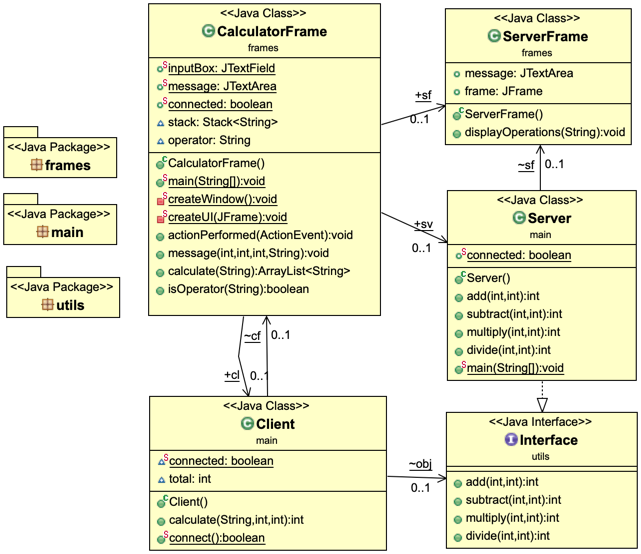 <<Java Package>>
frames
<<Java Package>>
main
<<Java Package>>
utils
<<Java Class>>
CalculatorFrame
frames
inputBox: JTextField
message: JTextArea
connected: boolean
stack: Stack<String>
operator: String
CalculatorFrame()
main(String[]):void
createWindow():void
createUI(JFrame):void
actionPerformed(ActionEvent):void
message(int,int,int,String):void
calculate(String):ArrayList<String>
isOperator(String):boolean
+sf
0..1
<<Java Class>>
ServerFrame
frames
message: JTextArea
frame: JFrame
ServerFrame()
displayOperations(String):void
~sf
0..1
+sv
0..1
<<Java Class>>
Server
main
connected: boolean
Server()
add(int,int):int
subtract(int,int):int
multiply(int,int):int
divide(int,int):int
main(String[]):void
~cf
0..1
+cl
0..1
<<Java Class>>
Client
main
connected: boolean
total: int
Client()
calculate(String,int,int):int
connect():boolean
~obj
0..1
<<Java Interface>>
Interface
utils
add(int,int):int
subtract(int,int):int
multiply(int,int):int
divide(int,int):int